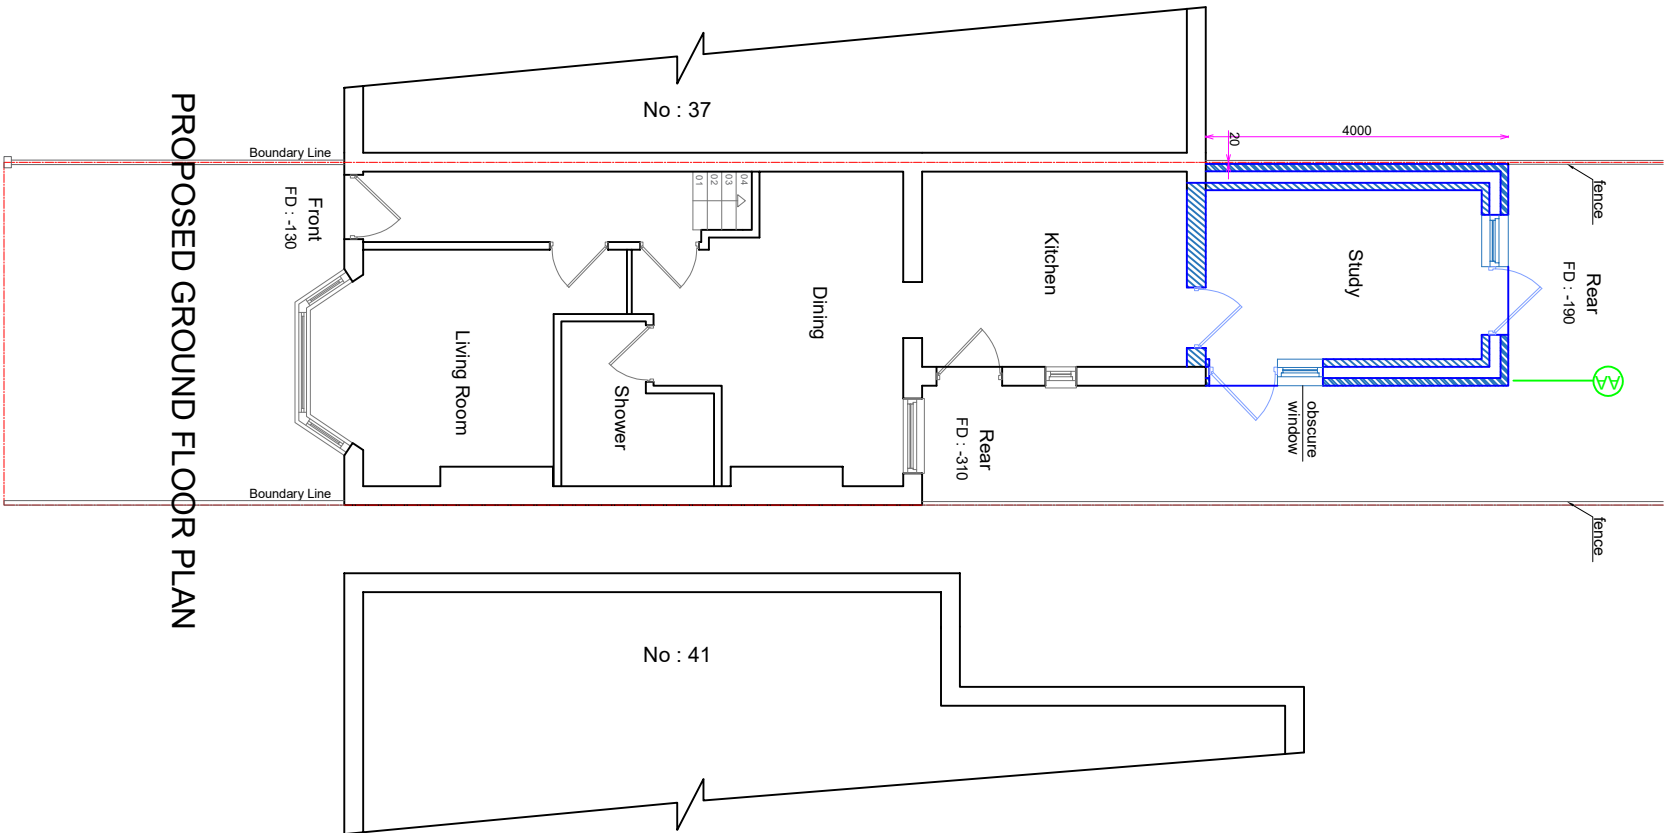 No : 37
4000
20
Boundary Line
fence
Front
FD : -130
01
02
03
04
Kitchen
Study
Rear
FD : -190
Dining
Living Room
Shower
obscure
window
Rear
FD : -310
Boundary Line
fence
No : 41
PROPOSED GROUND FLOOR PLAN